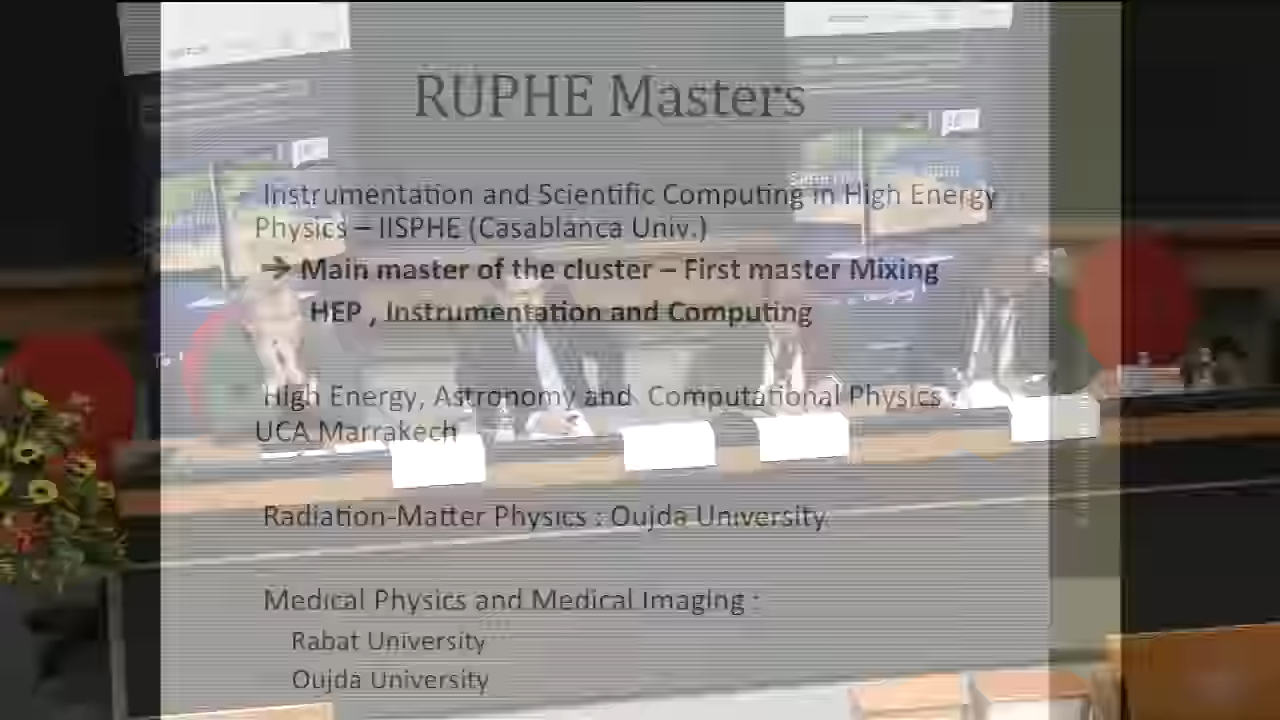 RUPHE Masters
Instrumentation and Scientific Computing in High Energy
Physics – IISPHE (Casablanca Univ.)
➔ Main master of the cluster – First master Mixing
HEP , Instrumentation and Computing
High Energy, Astronomy and Computational Physics :
UCA Marrakech
Radiation-Matter Physics : Oujda University
Medical Physics and Medical Imaging :
Rabat University
Oujda University